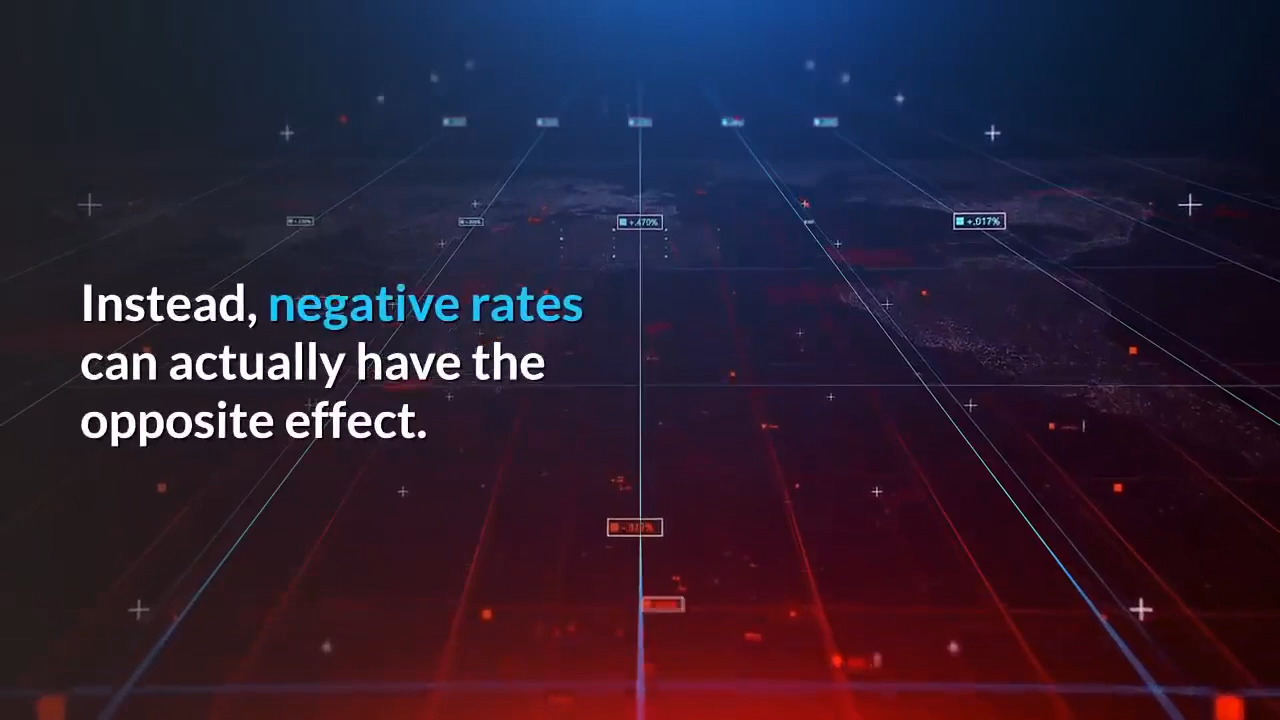 +.470%
+.017%
Instead, negative rates
can actually have the
opposite effect.